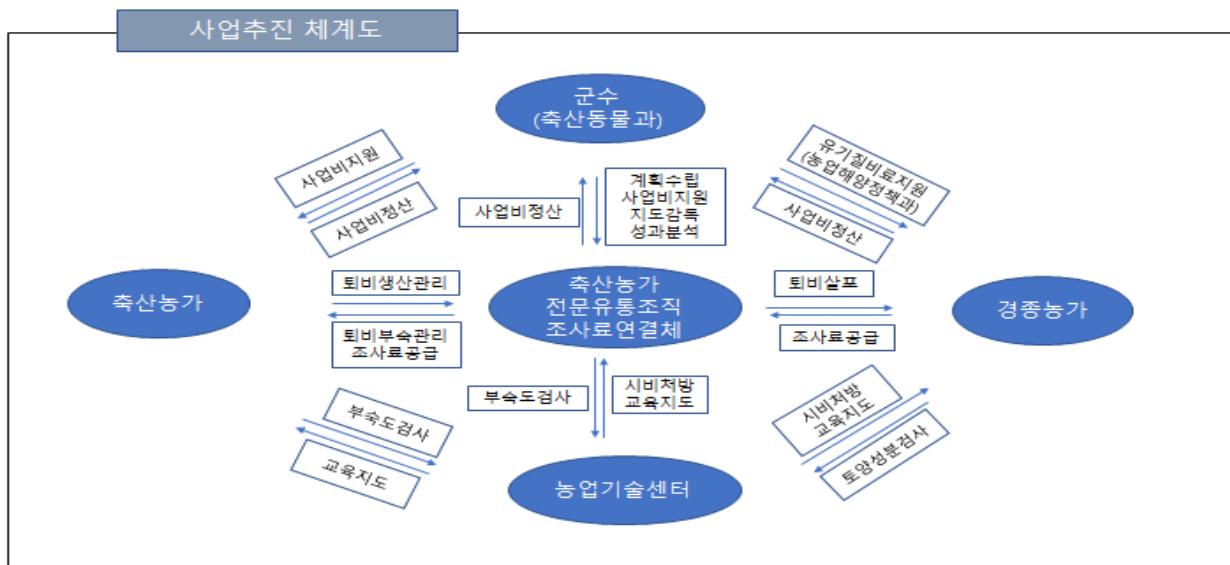 사업추진 체계도
군수
(축산동물과)
사업비지원
사업비정산
사업비정산
계획수립
사업비지원
지도감독
성과분석
유기질비료지원
(농업해양정책과)
사업비정산
축산농가
퇴비생산관리
퇴비부숙관리
조사료공급
축산농가
전문유통조직
조사료연결체
퇴비살포
조사료공급
경종농가
부숙도검사
교육지도
부숙도검사
시비처방
교육지도
시비처방
교육지도
토양성분검사
농업기술센터